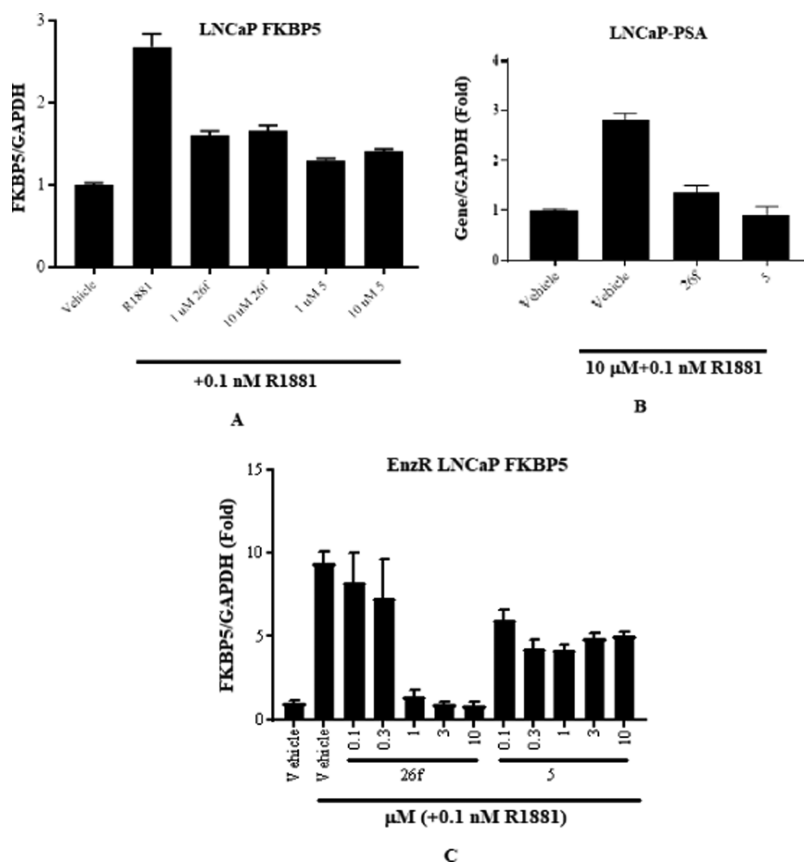 LNCaP FKBP5
FKBP5/GAPDH
3
2
1
0
Vehicle
R1881
1 uM 26f
10 uM 26f
1 uM 5
10 uM 5
+0.1 nM R1881
A
LNCaP-PSA
Gene/GAPDH (Fold)
4
3
2
1
0
Vehicle
Vehicle
26f
5
10 μM+0.1 nM R1881
B
EnzR LNCaP FKBP5
FKBP5/GAPDH (Fold)
15
10
5
0
Vehicle
Vehicle
0.1
0.3
1
3
10
0.1
0.3
1
3
10
26f
5
μM (+0.1 nM R1881)
C